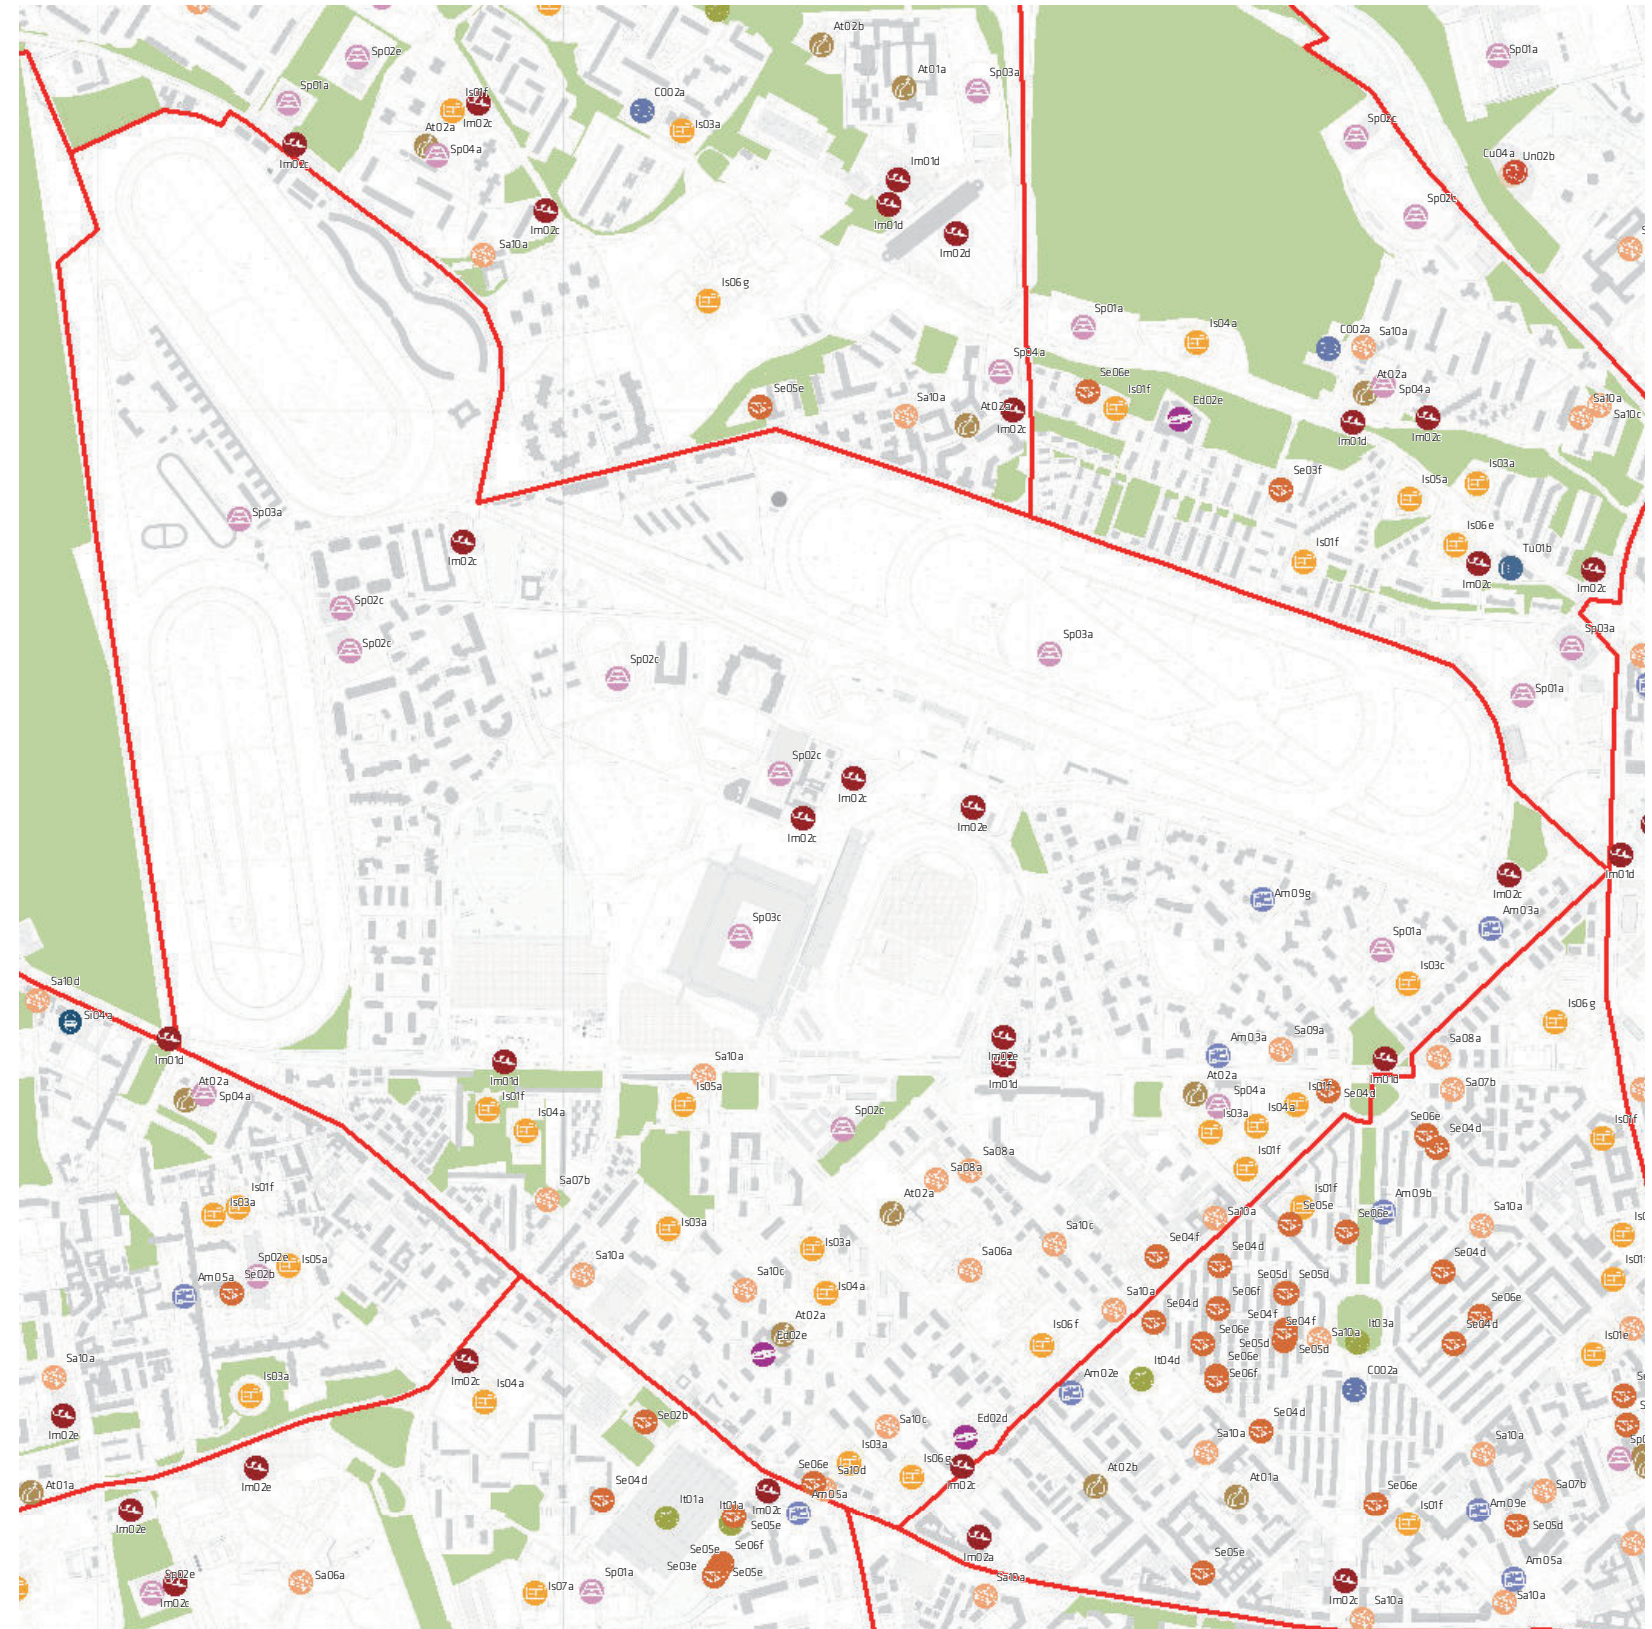 At02b
Sp02e
Sp01a
At01a
Sp03a
Sp01a
Is01f
C002a
Im02c
Is03a
At02a
Sp04a
Im02c
Sp02c
Cu04a
Un02b
Im01d
Im01d
Sp02c
Im02c
Im02d
Sa10a
Is06g
Sp01a
Is04a
C002a
Sa10a
Sp04a
Se06e
Is01f
At02a
Sp04a
Se05e
Sa10a
At02a
Im02c
Ed02e
Im01d
Im02c
Sa10a
Sa10c
Se03f
Is05a
Is03a
Sp03a
Im02c
Is06e
Is01f
Im02c
Tu01b
Im02c
Sp02c
Sp02c
Sp02c
Sp03a
Sp03a
Sp01a
Sp02c
Im02c
Im02c
Im02e
Im01d
Am09g
Im02c
Am03a
Sp03c
Sp01a
Is03c
Sa10d
Si04a
Is06g
Im01d
Im01d
Sa10a
Im02e
Im01d
Am03a
Sa09a
Im01d
Sa08a
At02a
Sp04a
Is01f
Is04a
Is05a
Sp02c
At02a
Sp04a
Is01f
Se04d
Sa07b
Is03a
Is04a
Se06e
Se04d
Is01f
Is01f
Is01f
Is03a
Sa07b
Sa08a
Sa08a
At02a
Is03a
Sa10c
Sa10a
Is01f
Se05e
Se06e
Am09b
Sa10a
Sp02e
Is05a
Se02b
Am05a
Sa10a
Sa10c
Is03a
Sa06a
Is04a
Se04f
Se04d
Se04d
At02a
Ed02e
Is06f
Sa10a
Se04d
Se06f
Se05d
Se05d
Se04f
Se04f
Se06e
Se05d
Se05d
Sa10a
It03a
Se06e
Se04d
Is01e
Sa10a
Is03a
Im02c
Is04a
Am02e
It04d
Se06e
Se06f
C002a
Im02e
Se02b
Sa10c
Ed02d
Sa10a
Se04d
Sa10a
Im02e
At01a
Im02e
Se04d
It01a
It01a
Se05e
Im02c
Se06e
Sa10d
Is03a
Am05a
Is06g
Im02c
At02b
At01a
Se06e
Is01f
Am09e
Sa07b
Se05d
Sp02e
Im02c
Sa06a
Is07a
Sp01a
Se05e
Se06f
Se03e
Se05e
Im02a
Sa10a
Se05e
Im02c
Sa10a
Am05a
Sa10a